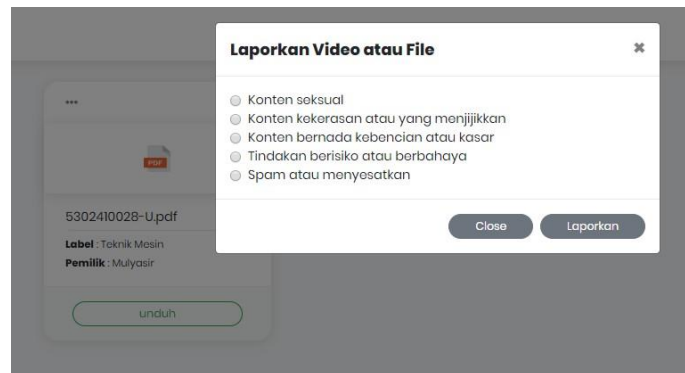 Laporkan Video atau File
×
Konten seksual
Konten kekerasan atau yang menjijikkan
Konten bernada kebencian atau kasar
Tindakan berisiko atau berbahaya
Spam atau menyesatkan
Close
Laporkan
...
PDF
5302410028-U.pdf
Label : Teknik Mesin
Pemilik : Mulyasir
unduh